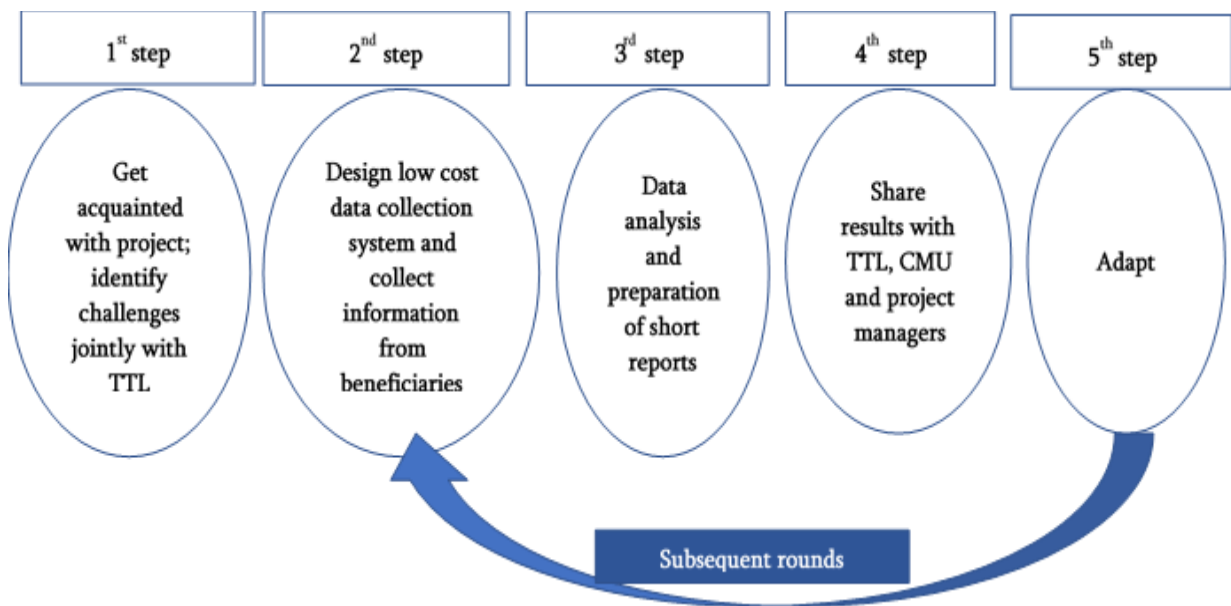 1st step
Get
acquainted
with project;
identify
challenges
jointly with
TTL
2nd step
Design low cost
data collection
system and
collect
information
from
beneficiaries
3rd step
Data
analysis
and
preparation
of short
reports
4th step
Share
results with
TTL, CMU
and project
managers
5th step
Adapt
Subsequent rounds